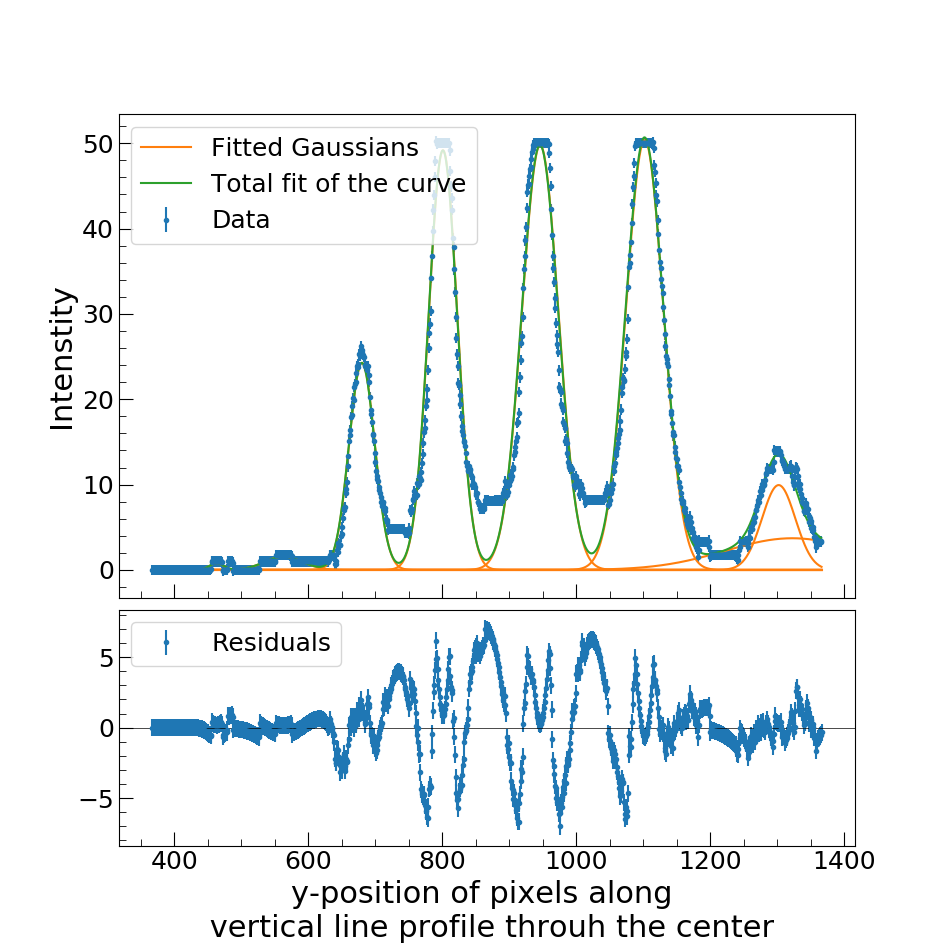 Fitted Gaussians
Total fit of the curve
Data
50
40
30
20
10
0
Intenstity
Residuals
5
0
−5
400 600 800 1000 1200 1400
y-position of pixels along
vertical line profile throuh the center